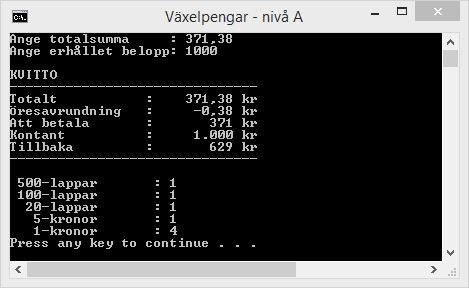 Växelpengar - nivå A
C:\.
Ange totalsumma     : 371,38
Ange erhållet belopp: 1000
KVITTO
-------------------------------
Totalt           :    371,38 kr
Öresavrundning   :     -0,38 kr
Att betala       :       371 kr
Kontant          :     1.000 kr
Tillbaka         :       629 kr
-------------------------------
500-lappar       : 1
100-lappar       : 1
20-lappar       : 1
5-kronor        : 1
1-kronor        : 4
Press any key to continue . . .